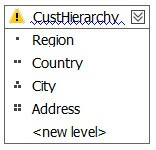 CustHierarchy
Region
Country
City
Address
<new level>